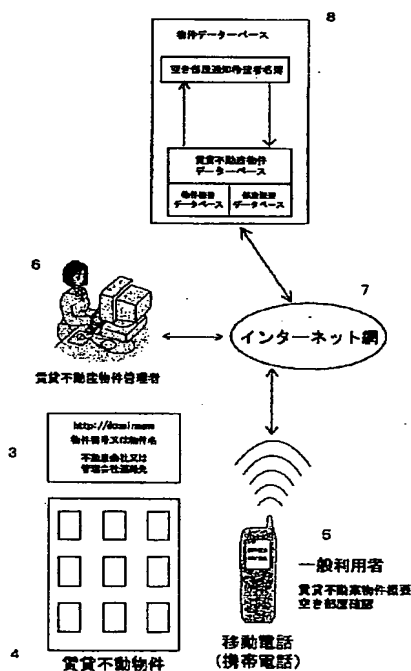 8
物件データーベース
空き部屋通知希望者名簿
賃貸不動産物件
データーベース
物件概要
データベース
部屋概要
データベース
6
7
インターネット網
賃貸不動産物件管理者
3
http://domainname
物件番号又は物件名
不動産会社又は
管理会社連絡先
5
一般利用者
賃貸不動産物件概要
空き部屋確認
4
賃貸不動物件
移動電話
(携帯電話)